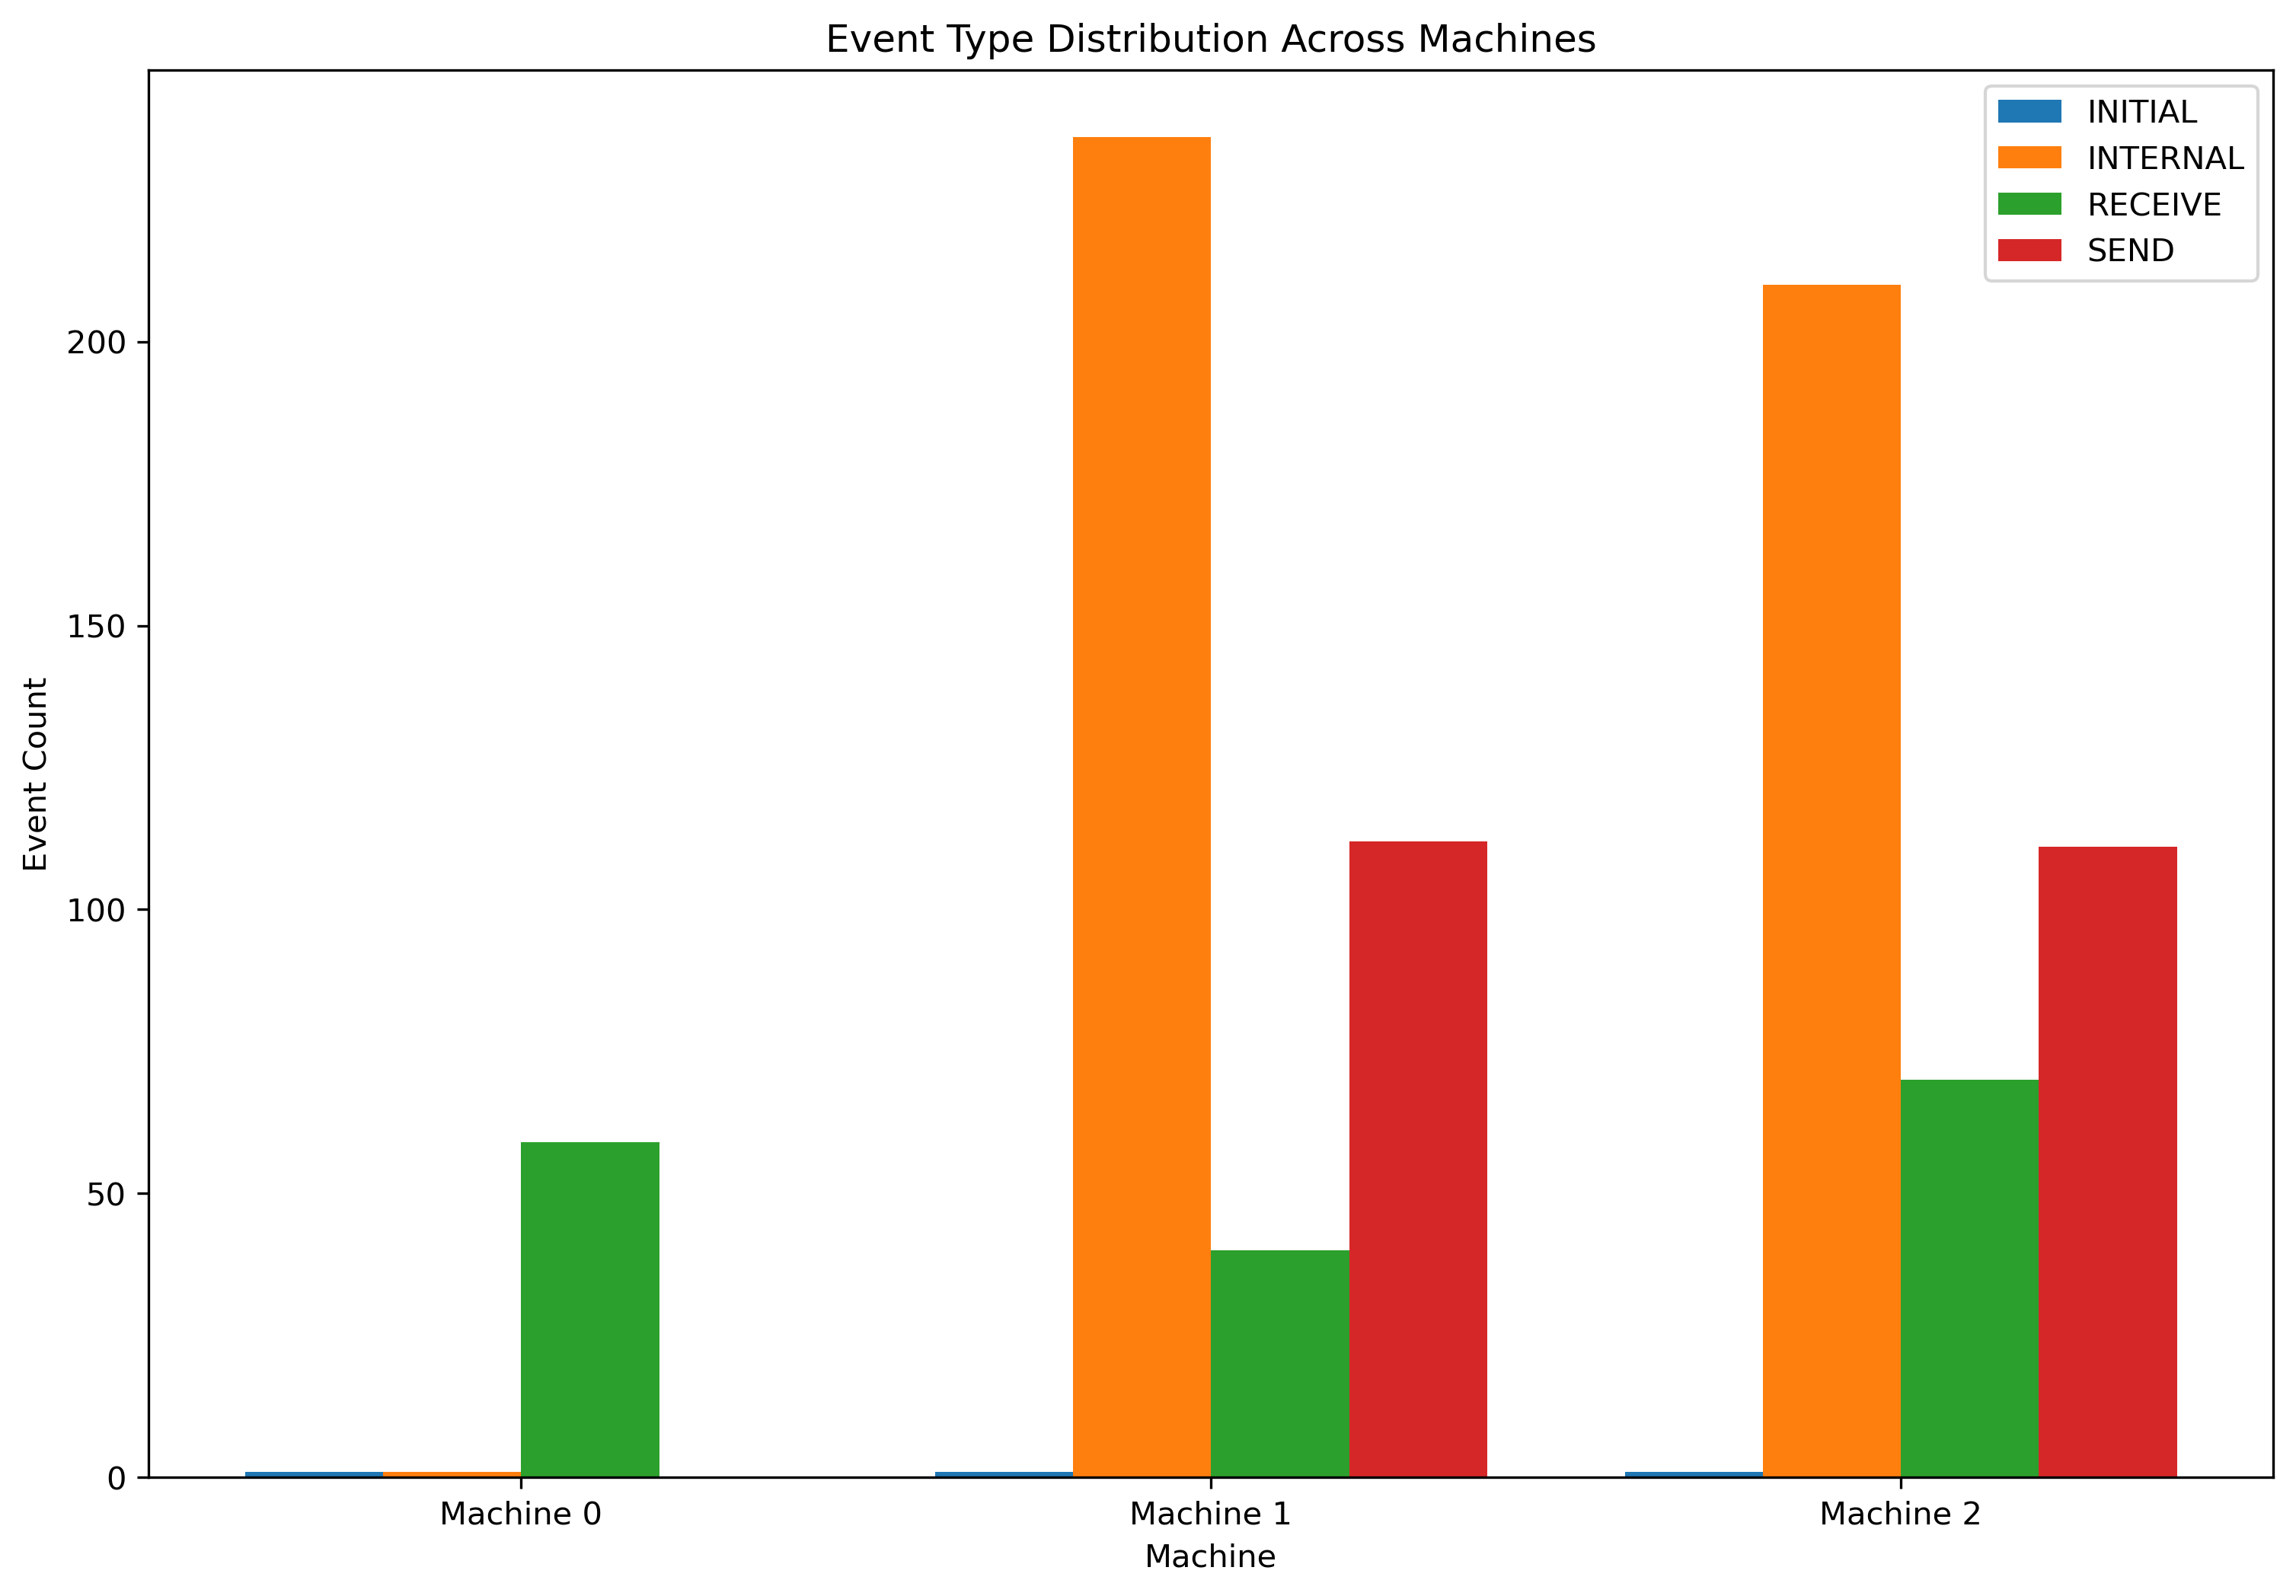 Event Type Distribution Across Machines
INITIAL
INTERNAL
RECEIVE
SEND
200
150
100
50
0
Event Count
Machine 0
Machine 1
Machine 2
Machine